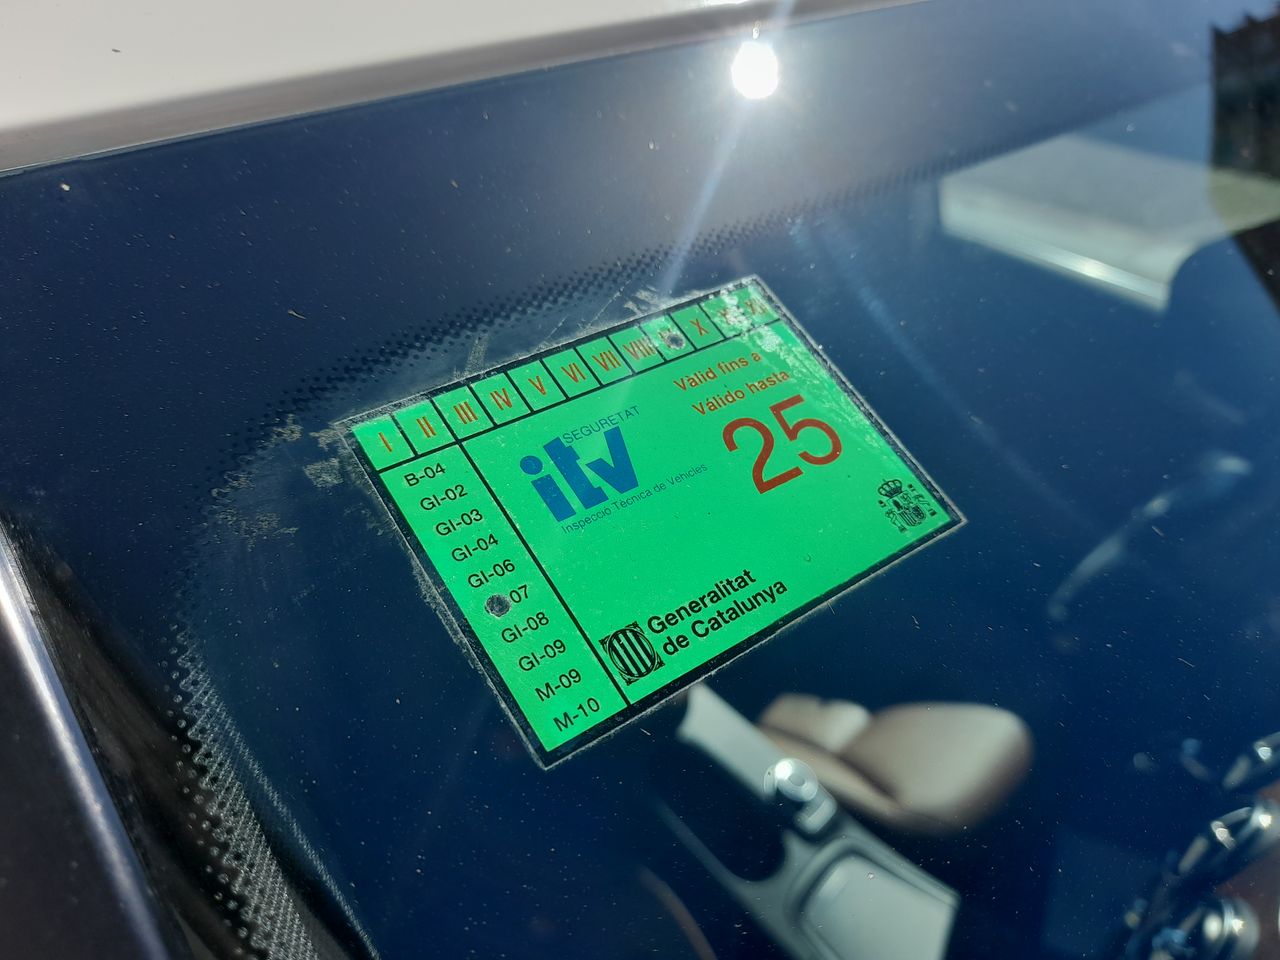 I II III IV V VI VII VIII X XI XII
Vàlid fins a
Válido hasta
25
SEGURETAT
itv
Inspecció Tècnica de Vehicles
B-04
GI-02
GI-03
GI-04
GI-06
07
GI-08
GI-09
M-09
M-10
Generalitat
de Catalunya